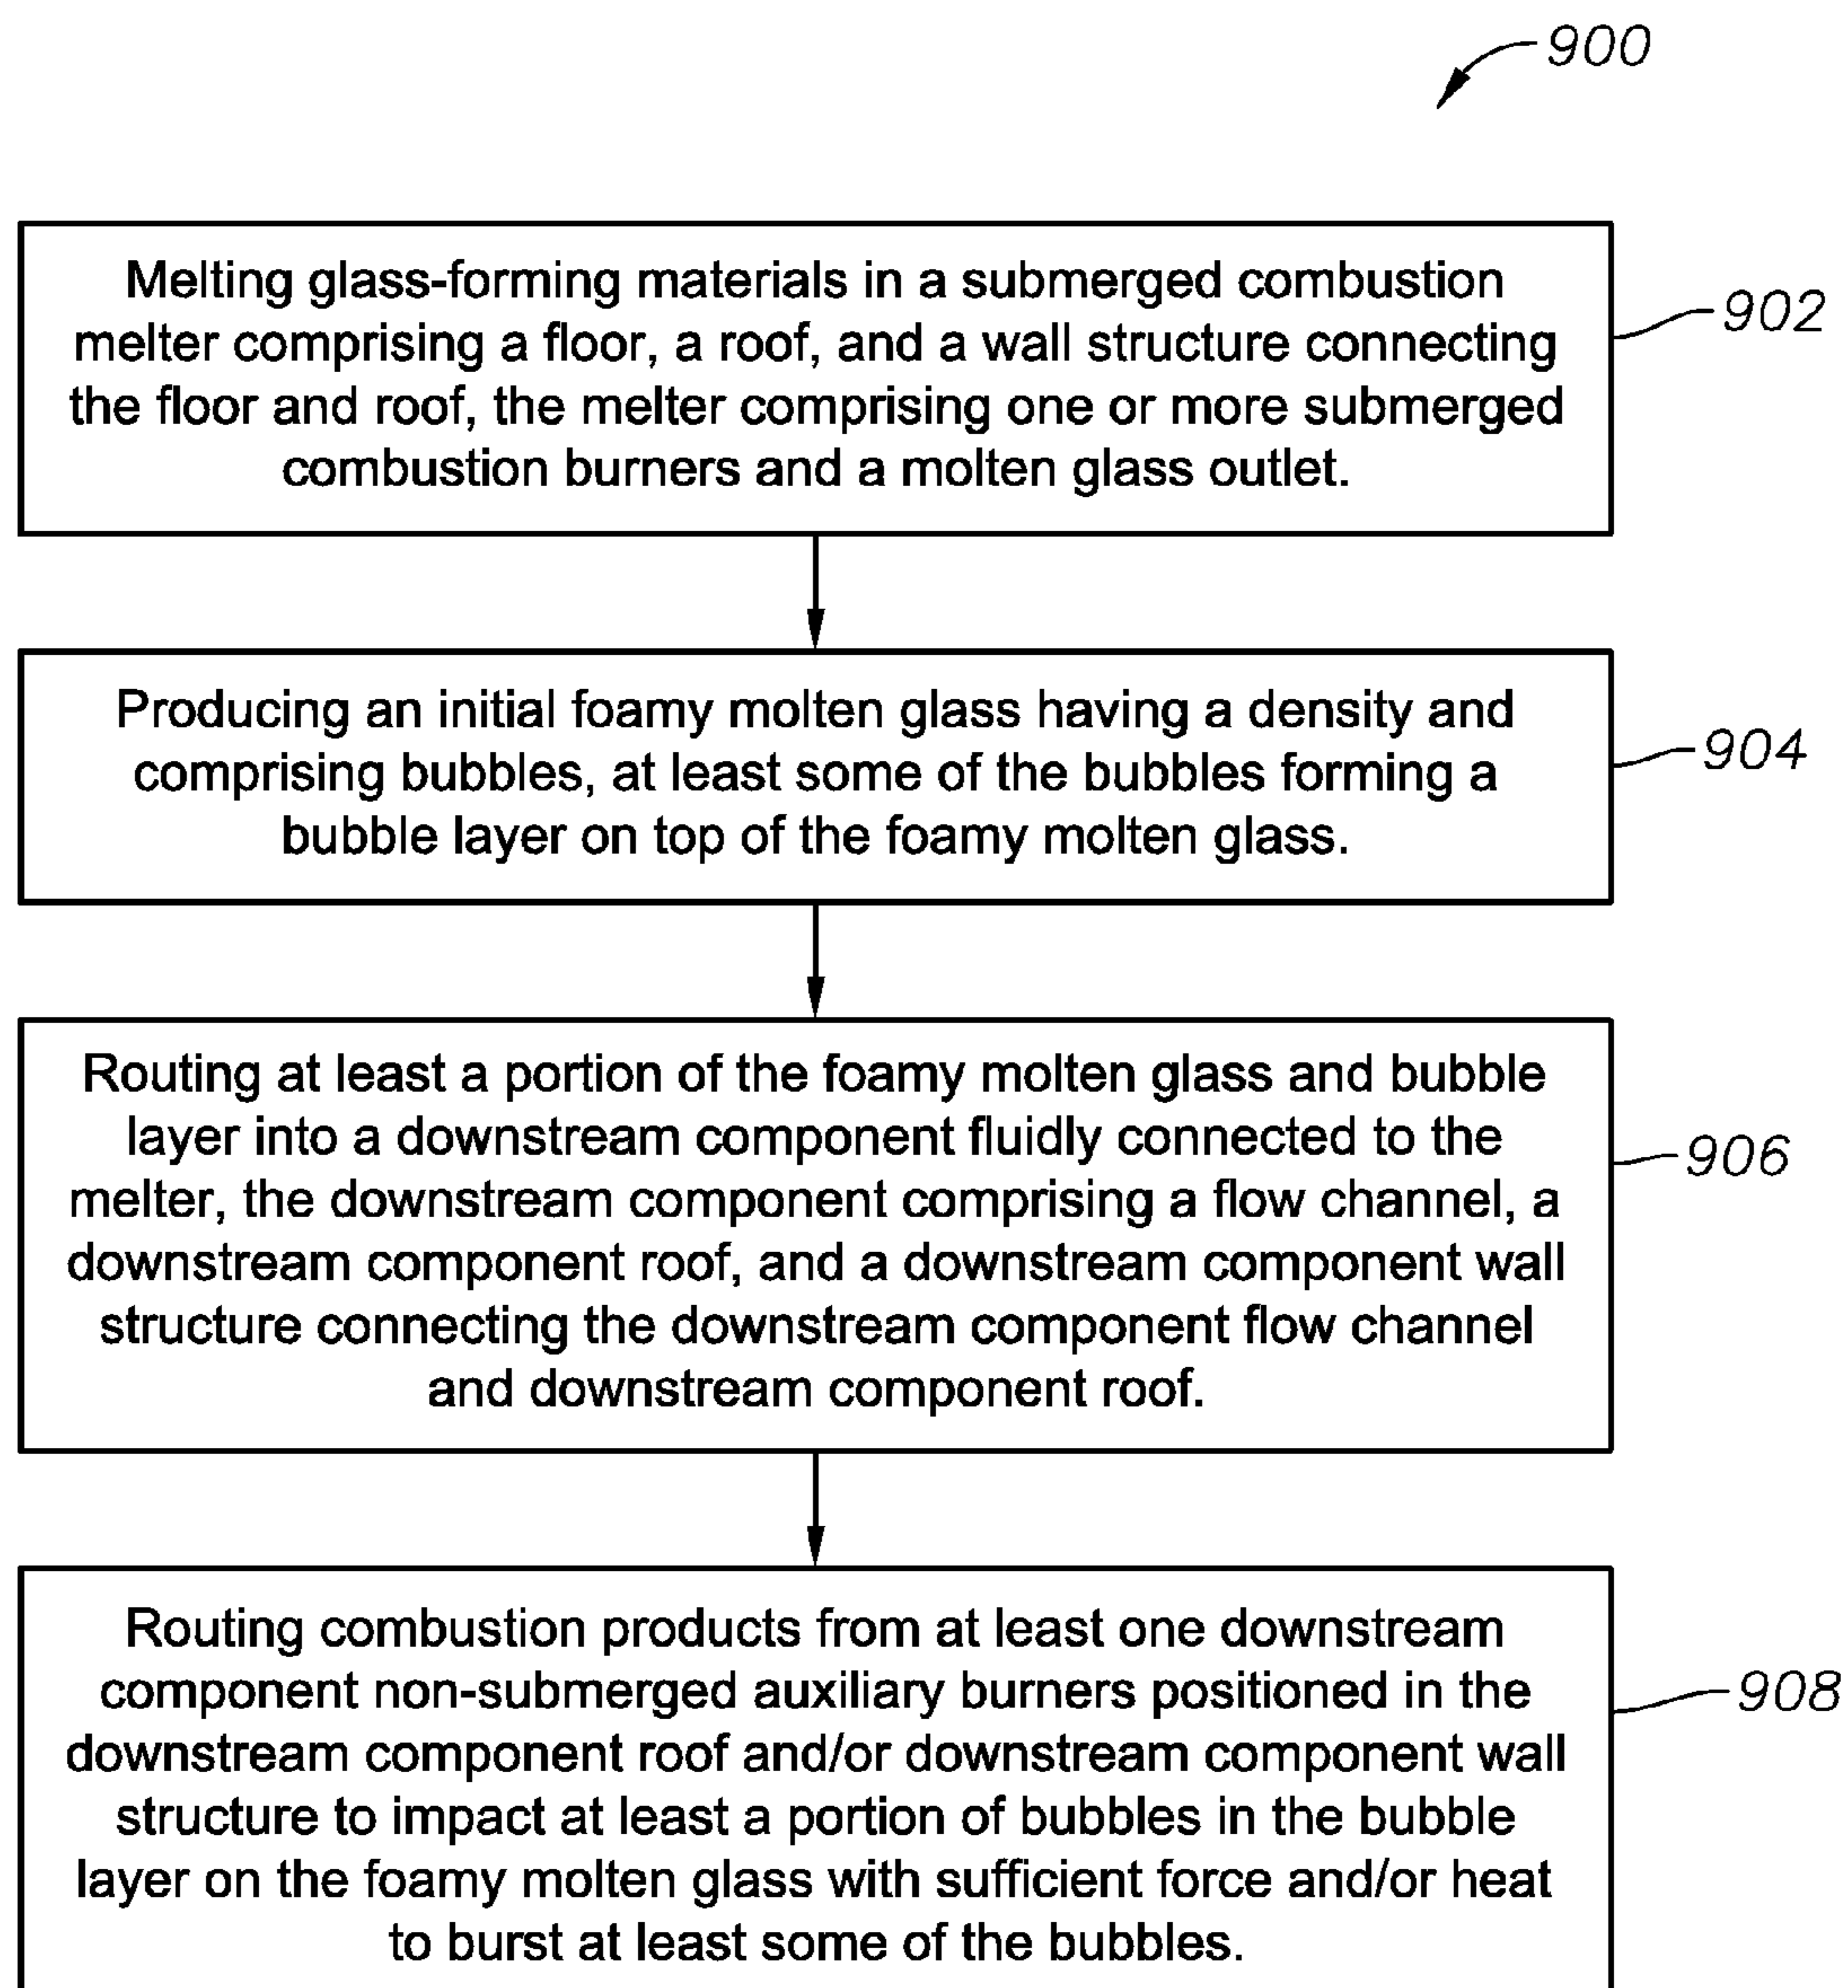 900
Melting glass-forming materials in a submerged combustion
melter comprising a floor, a roof, and a wall structure connecting
the floor and roof, the melter comprising one or more submerged
combustion burners and a molten glass outlet.
902
Producing an initial foamy molten glass having a density and
comprising bubbles, at least some of the bubbles forming a
bubble layer on top of the foamy molten glass.
904
Routing at least a portion of the foamy molten glass and bubble
layer into a downstream component fluidly connected to the
melter, the downstream component comprising a flow channel, a
downstream component roof, and a downstream component wall
structure connecting the downstream component flow channel
and downstream component roof.
906
Routing combustion products from at least one downstream
component non-submerged auxiliary burners positioned in the
downstream component roof and/or downstream component wall
structure to impact at least a portion of bubbles in the bubble
layer on the foamy molten glass with sufficient force and/or heat
to burst at least some of the bubbles.
908